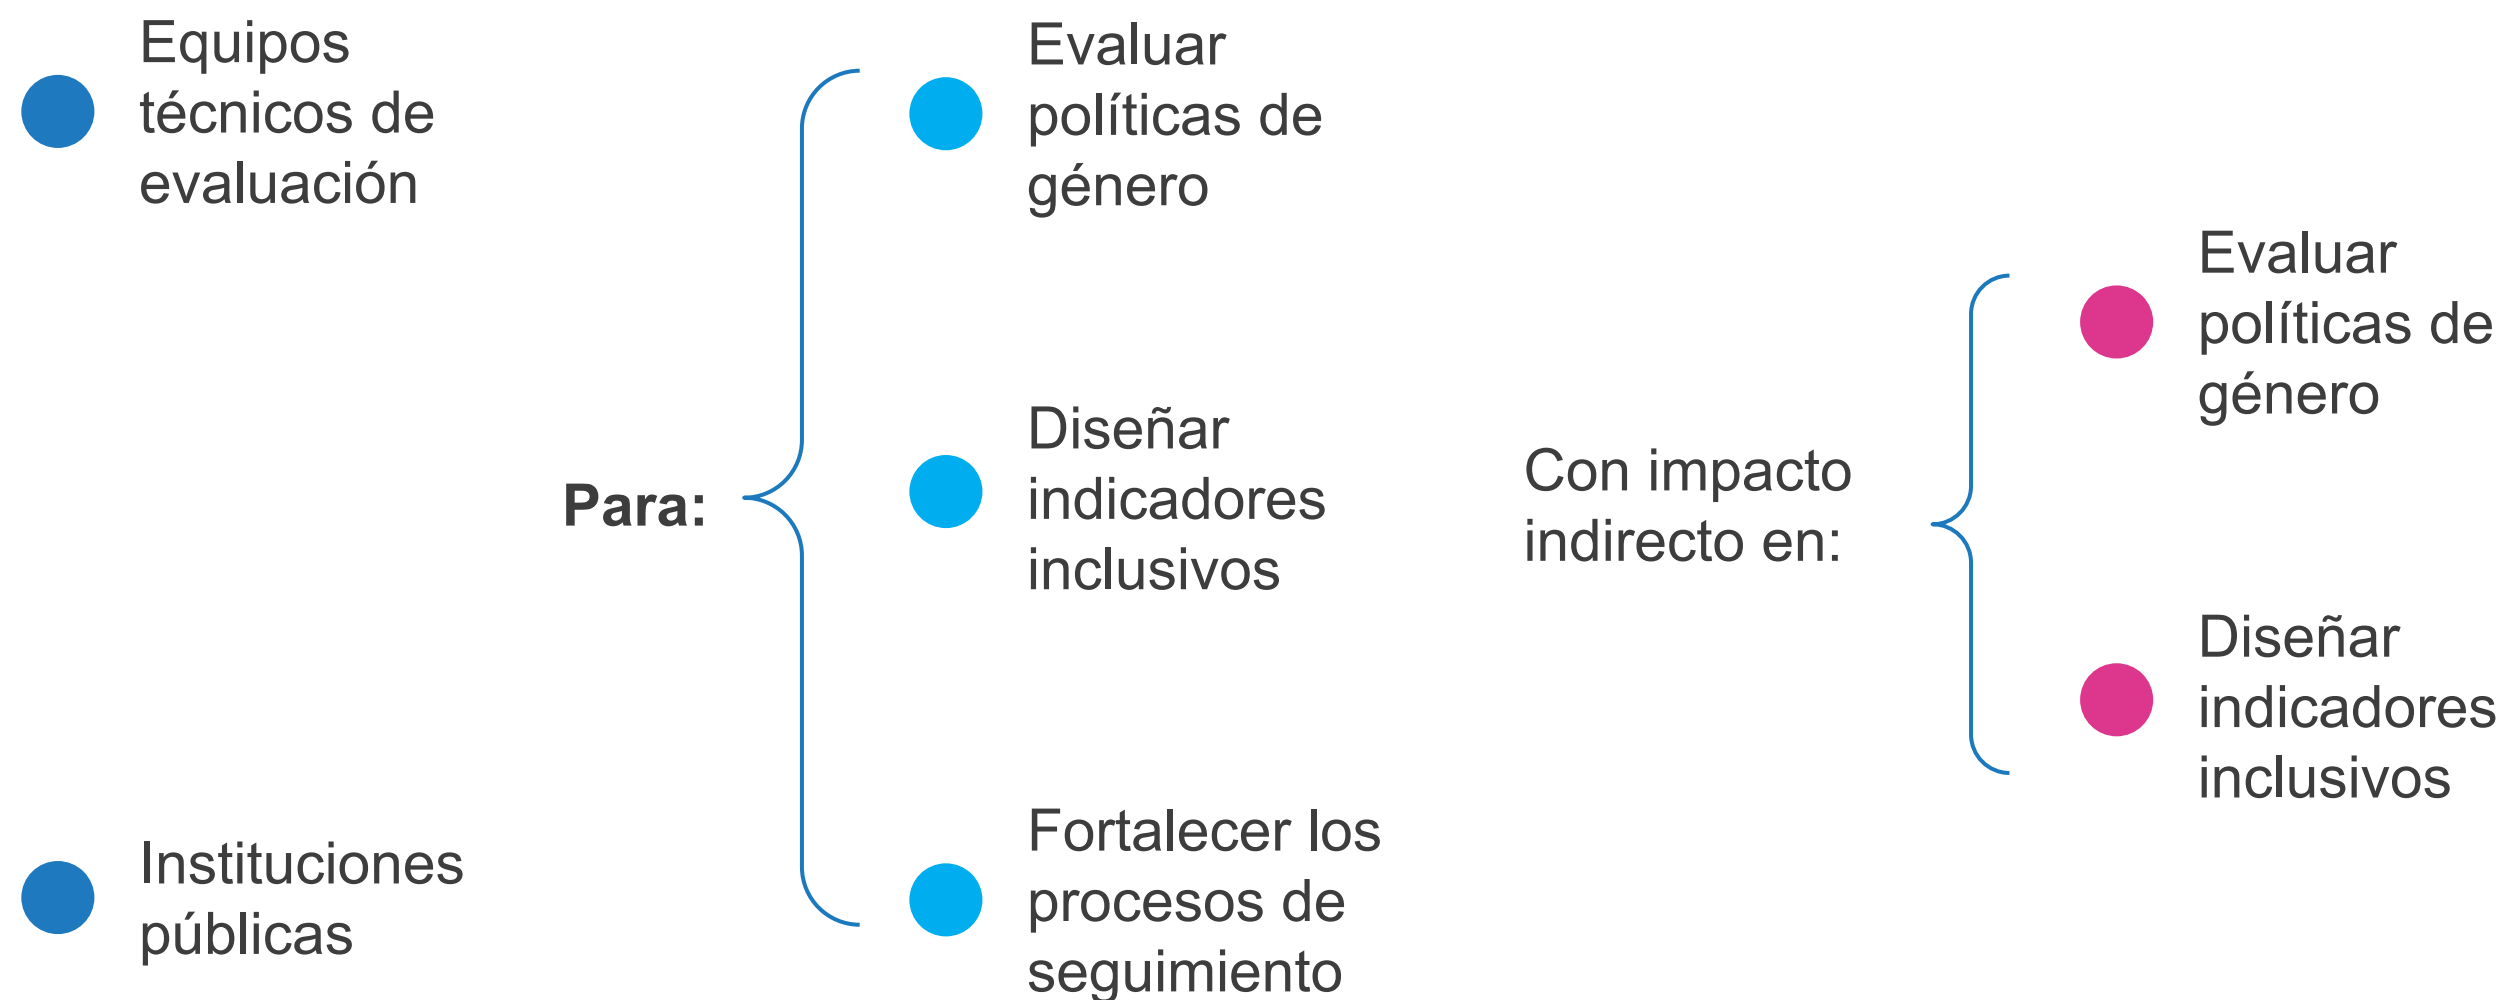 Equipos
técnicos de
evaluación
Instituciones
públicas
Para:
Evaluar
políticas de
género
Diseñar
indicadores
inclusivos
Fortalecer los
procesos de
seguimiento
Con impacto
indirecto en:
Evaluar
políticas de
género
Diseñar
indicadores
inclusivos